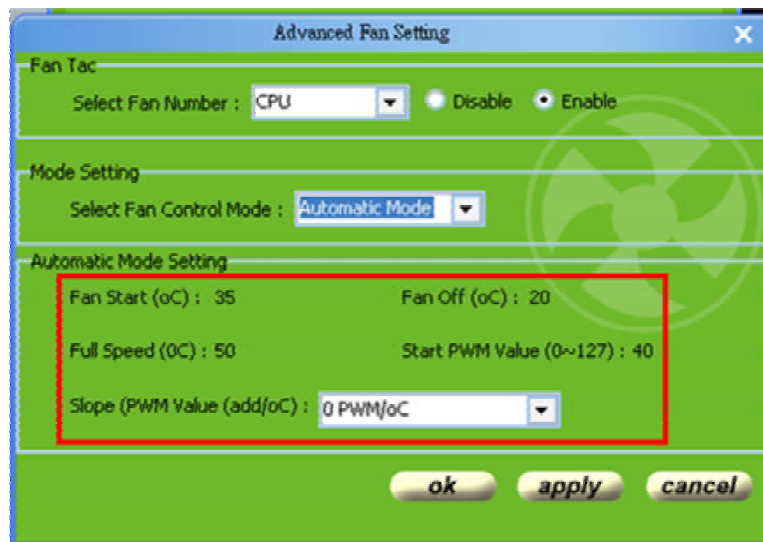 Advanced Fan Setting
Fan Tac
Select Fan Number : CPU Disable Enable
Mode Setting
Select Fan Control Mode : Automatic Mode
Automatic Mode Setting
Fan Start (oC) : 35 Fan Off (oC) : 20
Full Speed (0C) : 50 Start PWM Value (0~127) : 40
Slope (PWM Value (add/oC) : 0 PWM/oC
ok apply cancel